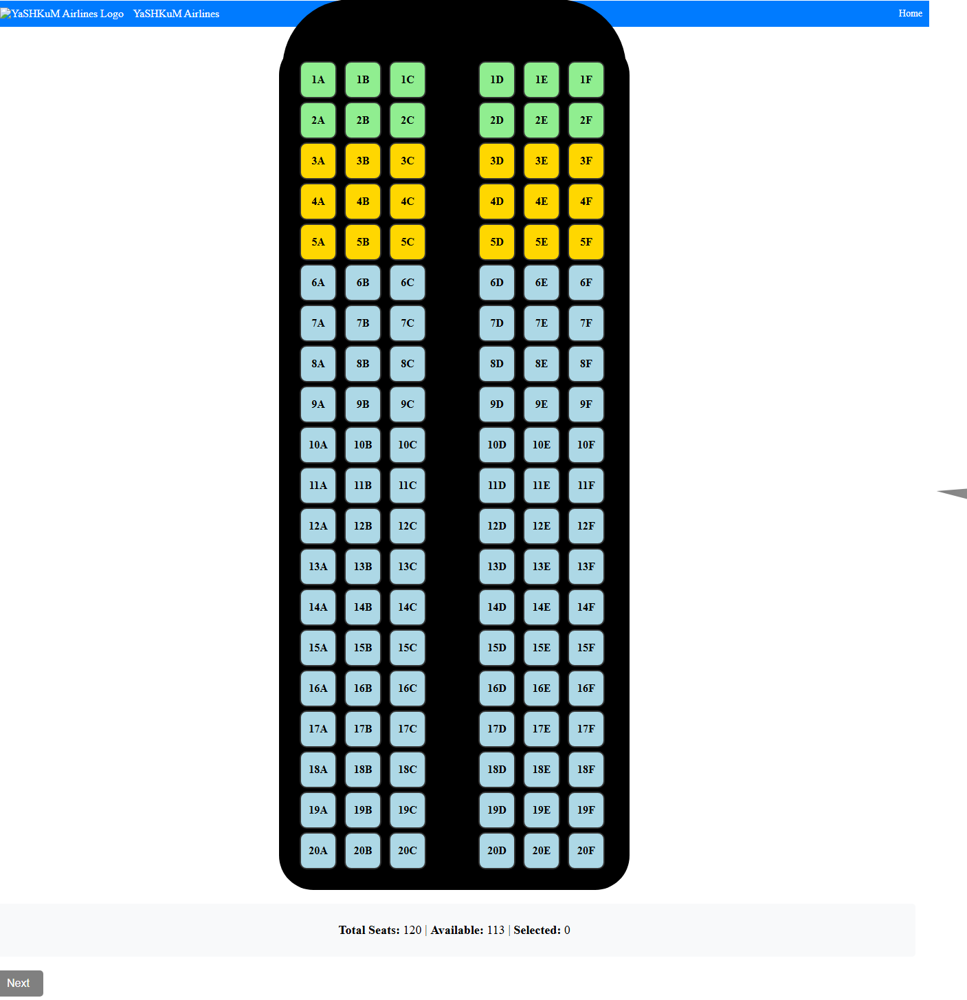 YaSHKuM Airlines Logo YaSHKuM Airlines Home
1A 1B 1C 1D 1E 1F
2A 2B 2C 2D 2E 2F
3A 3B 3C 3D 3E 3F
4A 4B 4C 4D 4E 4F
5A 5B 5C 5D 5E 5F
6A 6B 6C 6D 6E 6F
7A 7B 7C 7D 7E 7F
8A 8B 8C 8D 8E 8F
9A 9B 9C 9D 9E 9F
10A 10B 10C 10D 10E 10F
11A 11B 11C 11D 11E 11F
12A 12B 12C 12D 12E 12F
13A 13B 13C 13D 13E 13F
14A 14B 14C 14D 14E 14F
15A 15B 15C 15D 15E 15F
16A 16B 16C 16D 16E 16F
17A 17B 17C 17D 17E 17F
18A 18B 18C 18D 18E 18F
19A 19B 19C 19D 19E 19F
20A 20B 20C 20D 20E 20F
Total Seats: 120 | Available: 113 | Selected: 0
Next